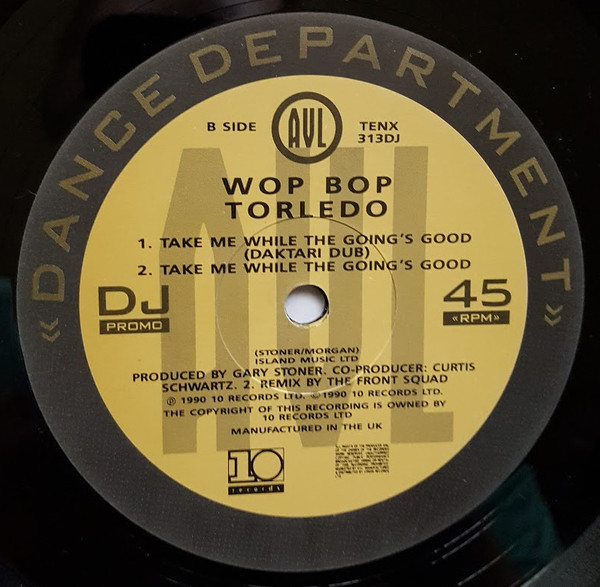 «DANCE DEPARTMENT»
B SIDE
AVL
TENX
313DJ
WOP BOP
TORLEDO
1. TAKE ME WHILE THE GOING'S GOOD
(DAKTARI DUB)
2. TAKE ME WHILE THE GOING'S GOOD
DJ
PROMO
45
«RPM»
AVL
(STONER/MORGAN)
ISLAND MUSIC LTD
PRODUCED BY GARY STONER. CO-PRODUCER: CURTIS
SCHWARTZ. 2. REMIX BY THE FRONT SQUAD
℗ 1990 10 RECORDS LTD. ©1990 10 RECORDS LTD.
THE COPYRIGHT OF THIS RECORDING IS OWNED BY
10 RECORDS LTD
MANUFACTURED IN THE UK
10
records